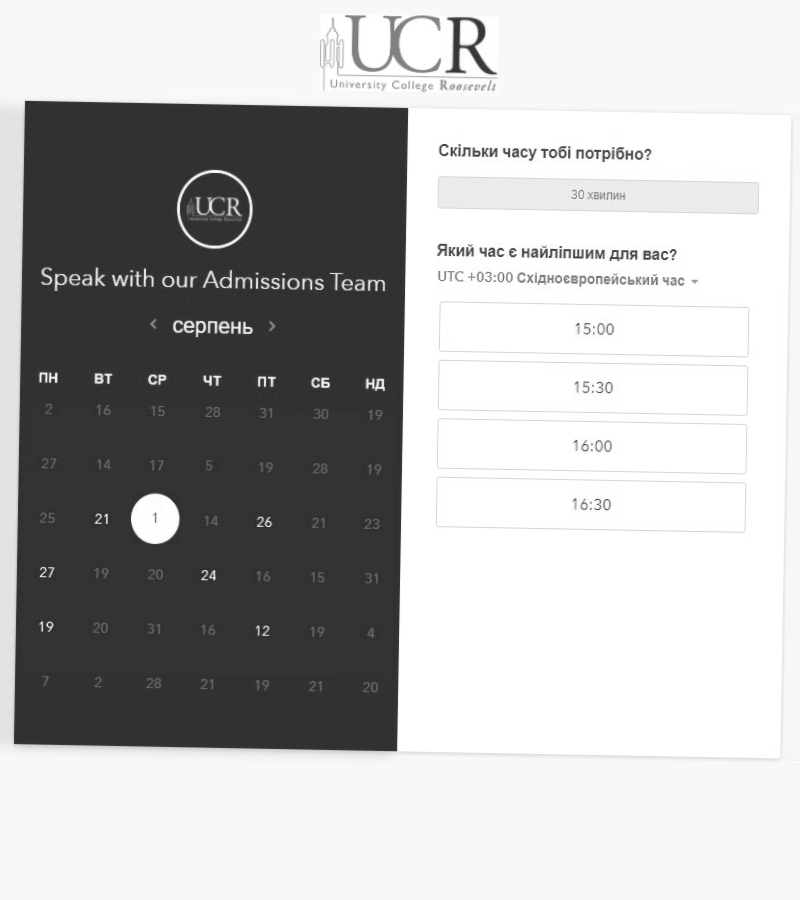 UCR
University College Roosevelt
UCR
Speak with our Admissions Team
серпень
ПН ВТ СР ЧТ ПТ СБ НД
2 16 15 28 31 30 19
27 14 17 5 19 28 19
25 21 1 14 26 21 23
27 19 20 24 16 15 31
19 20 31 16 12 19 4
7 2 28 21 19 21 20
Скільки часу тобі потрібно?
30 хвилин
Який час є найліпшим для вас?
UTC +03:00 Східноєвропейський час
15:00
15:30
16:00
16:30